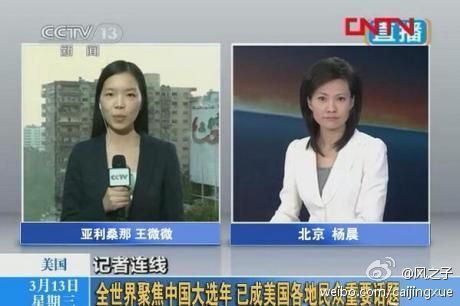 CCTV 13
新闻
CNTV
直播
CCTV
亚利桑那 王微微
北京 杨晨
美国
3月13日
星期三
记者连线
全世界聚焦中国大选年 已成美国各地民众重要话题
@风之子
weibo.com/caijingxue